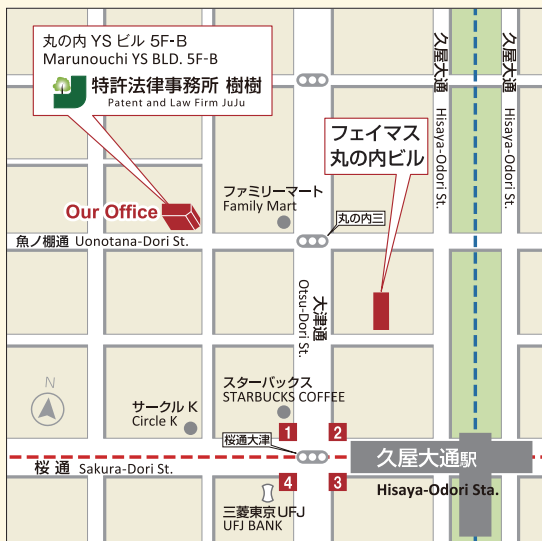 丸の内 YS ビル 5F-B
Marunouchi YS BLD. 5F-B
特許法律事務所 樹樹
Patent and Law Firm JuJu
久屋大通
Hisaya-Odori St.
久屋大通
Hisaya-Odori St.
フェイマス
丸の内ビル
Our Office
ファミリーマート
Family Mart
丸の内三
魚ノ棚通 Uonotana-Dori St.
大津通
Otsu-Dori St.
N
スターバックス
STARBUCKS COFFEE
サークル K
Circle K
1
2
桜通大津
桜 通 Sakura-Dori St.
久屋大通駅
Hisaya-Odori Sta.
4
3
三菱東京UFJ
UFJ BANK